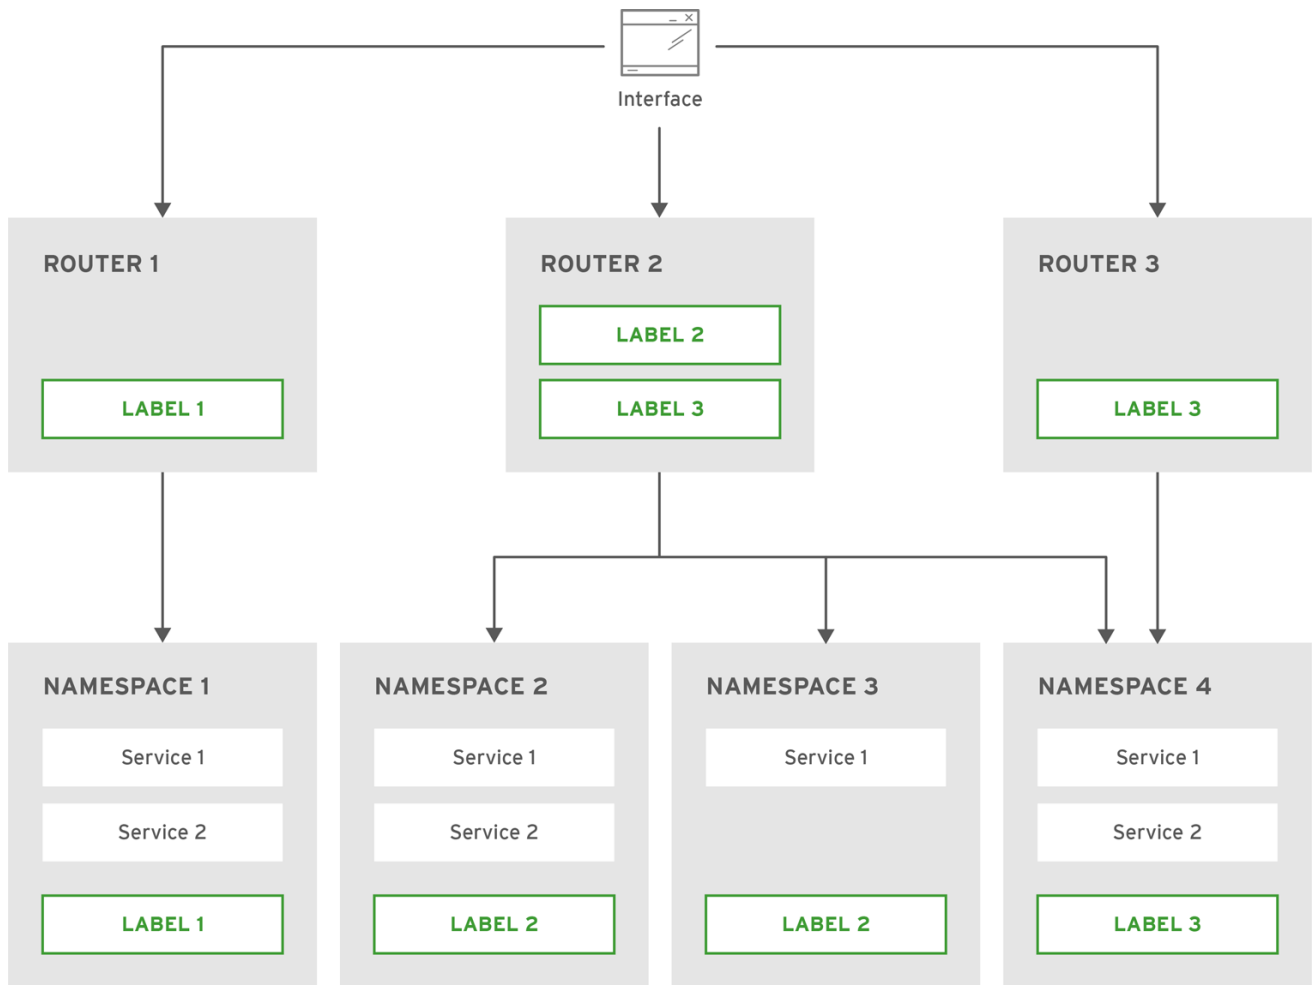 Interface
ROUTER 1
LABEL 1
ROUTER 2
LABEL 2
LABEL 3
ROUTER 3
LABEL 3
NAMESPACE 1
Service 1
Service 2
LABEL 1
NAMESPACE 2
Service 1
Service 2
LABEL 2
NAMESPACE 3
Service 1
LABEL 2
NAMESPACE 4
Service 1
Service 2
LABEL 3